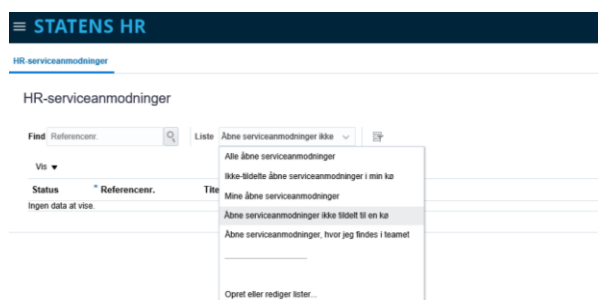 ≡ STATENS HR
HR-serviceanmodninger
HR-serviceanmodninger
Find Referencenr. Liste Åbne serviceanmodninger ikke
Alle åbne serviceanmodninger
Vis ▼
Ikke-tildelte åbne serviceanmodninger i min kø
Status * Referencenr. Tite
Mine åbne serviceanmodninger
Ingen data at vise.
Åbne serviceanmodninger ikke tildelt til en kø
Åbne serviceanmodninger, hvor jeg findes i teamet
Opret eller rediger lister...